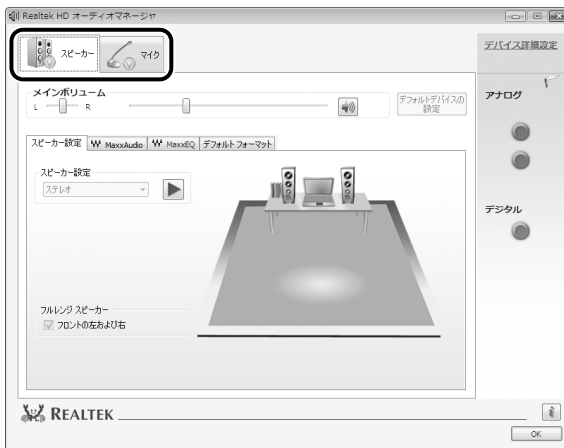 Realtek HD オーディオマネージャ
スピーカー
マイク
デバイス詳細設定
メインボリューム
L
R
デフォルトデバイスの
設定
アナログ
スピーカー設定
MaxxAudio
MaxxEQ
デフォルトフォーマット
スピーカー設定
ステレオ
デジタル
フルレンジ スピーカー
フロントの左および右
REALTEK
i
OK